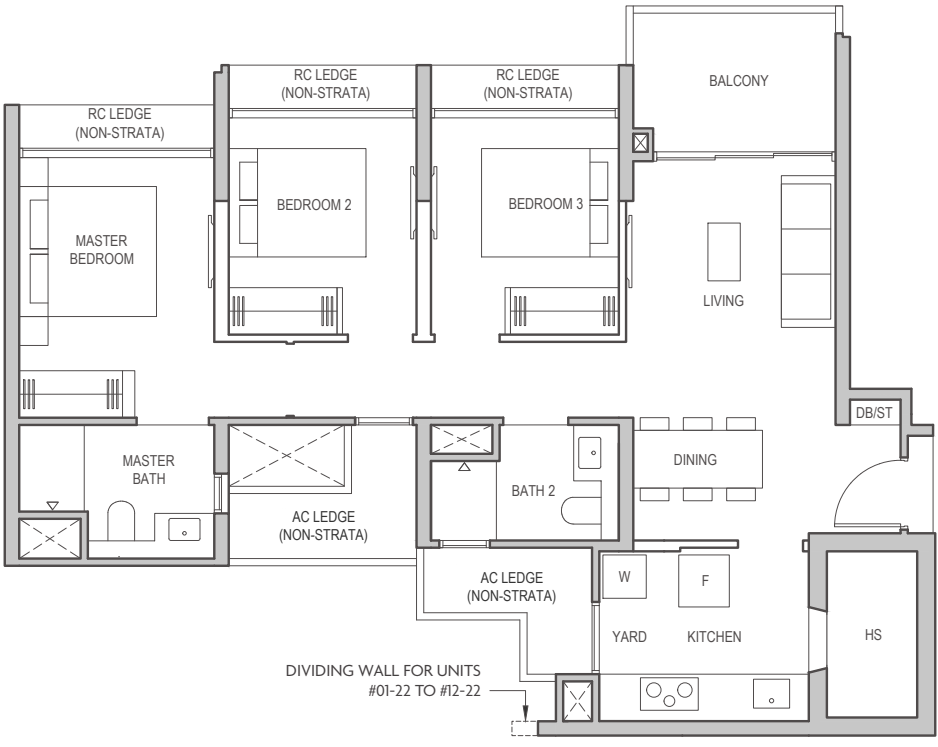 BALCONY
RC LEDGE
(NON-STRATA)
RC LEDGE
(NON-STRATA)
RC LEDGE
(NON-STRATA)
BEDROOM 2
BEDROOM 3
MASTER
BEDROOM
LIVING
DB/ST
MASTER
BATH
DINING
BATH 2
AC LEDGE
(NON-STRATA)
AC LEDGE
(NON-STRATA)
W
F
YARD
KITCHEN
HS
DIVIDING WALL FOR UNITS
#01-22 TO #12-22